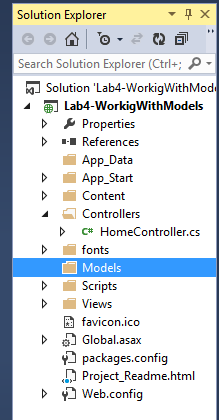 Solution Explorer
Search Solution Explorer (Ctrl+;
Solution 'Lab4-WorkigWithMode
Lab4-WorkigWithModels
Properties
References
App_Data
App_Start
Content
Controllers
C# HomeController.cs
fonts
Models
Scripts
Views
favicon.ico
Global.asax
packages.config
Project_Readme.html
Web.config